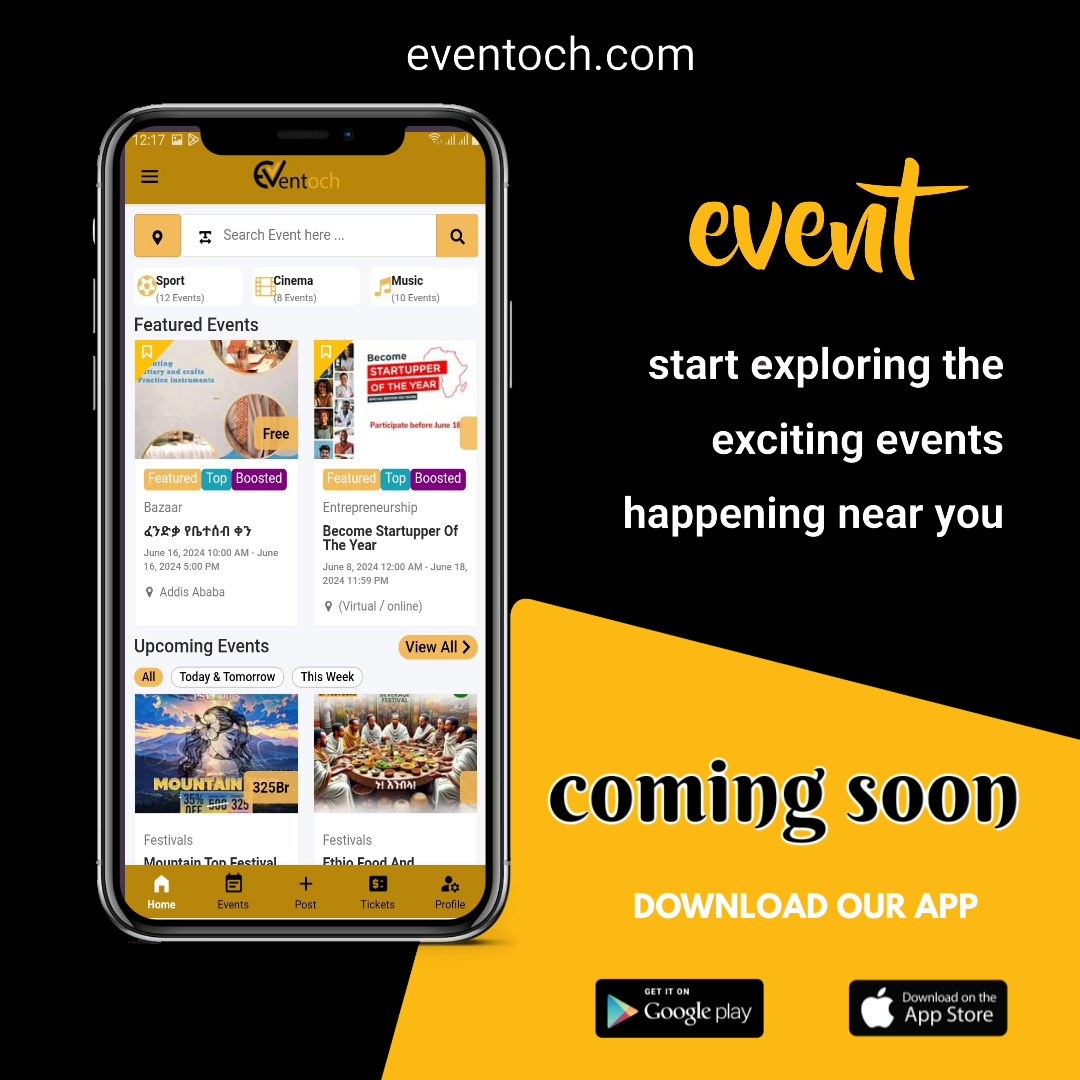 eventoch.com
12:17
Eventoch
Search Event here ...
Sport
(12 Events)
Cinema
(8 Events)
Music
(10 Events)
Featured Events
ttery and crafts
Practice instruments
Free
Become
STARTUPPER
OF THE YEAR
Participate before June 18
Featured Top Boosted
Featured Top Boosted
Bazaar
ፈንድቃ የቤተሰብ ቀን
June 16, 2024 10:00 AM - June
16, 2024 5:00 PM
Addis Ababa
Entrepreneurship
Become Startupper Of
The Year
June 8, 2024 12:00 AM - June 18,
2024 11:59 PM
(Virtual / online)
Upcoming Events
View All
All
Today & Tomorrow
This Week
MOUNTAIN
35% 500 325
OFF
325Br
BEVERAGE
FESTIVAL
Festivals
Mountain Top Festival
Festivals
Ethio Food And
Home
Events
Post
Tickets
Profile
event
start exploring the
exciting events
happening near you
coming soon
DOWNLOAD OUR APP
GET IT ON
Google play
Download on the
App Store